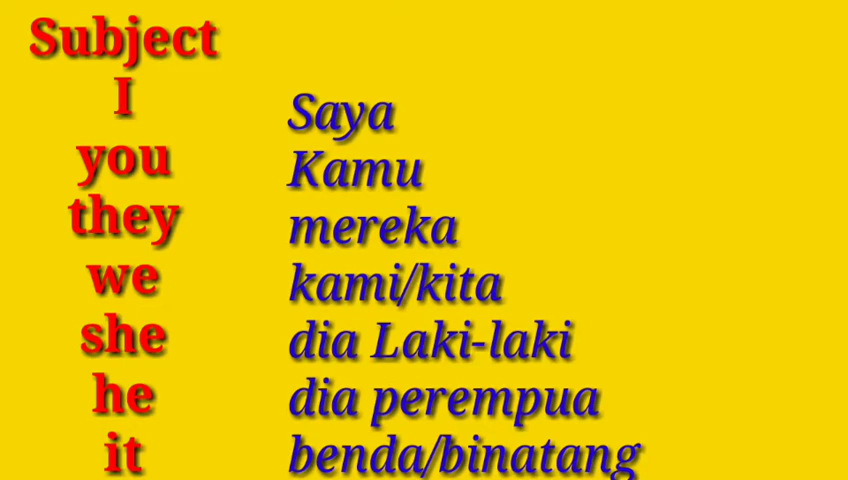 Subject
I
Saya
you
Kamu
they
mereka
we
kami/kita
she
dia Laki-laki
he
dia perempua
it
benda/binatang